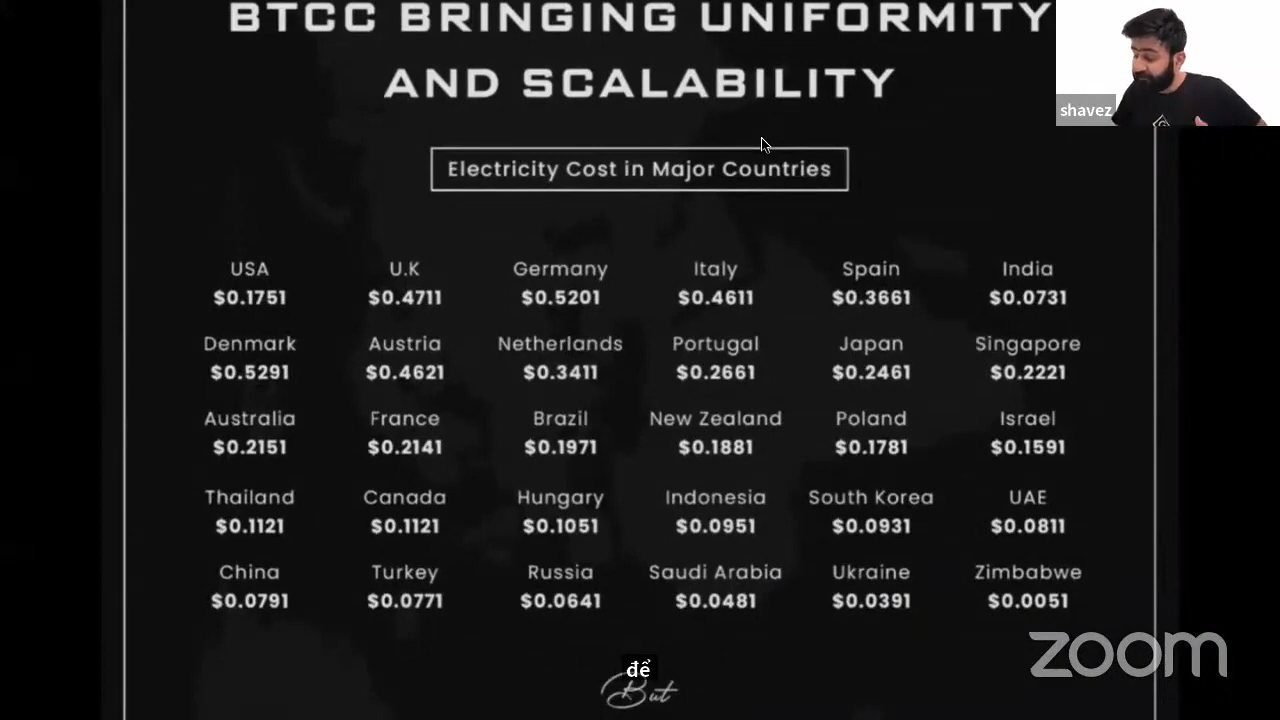 BTCC BRINGING UNIFORMITY
AND SCALABILITY
shavez
Electricity Cost in Major Countries
USA U.K Germany Italy Spain India
$0.1751 $0.4711 $0.5201 $0.4611 $0.3661 $0.0731
Denmark Austria Netherlands Portugal Japan Singapore
$0.5291 $0.4621 $0.3411 $0.2661 $0.2461 $0.2221
Australia France Brazil New Zealand Poland Israel
$0.2151 $0.2141 $0.1971 $0.1881 $0.1781 $0.1591
Thailand Canada Hungary Indonesia South Korea UAE
$0.1121 $0.1121 $0.1051 $0.0951 $0.0931 $0.0811
China Turkey Russia Saudi Arabia Ukraine Zimbabwe
$0.0791 $0.0771 $0.0641 $0.0481 $0.0391 $0.0051
zoom
để
But